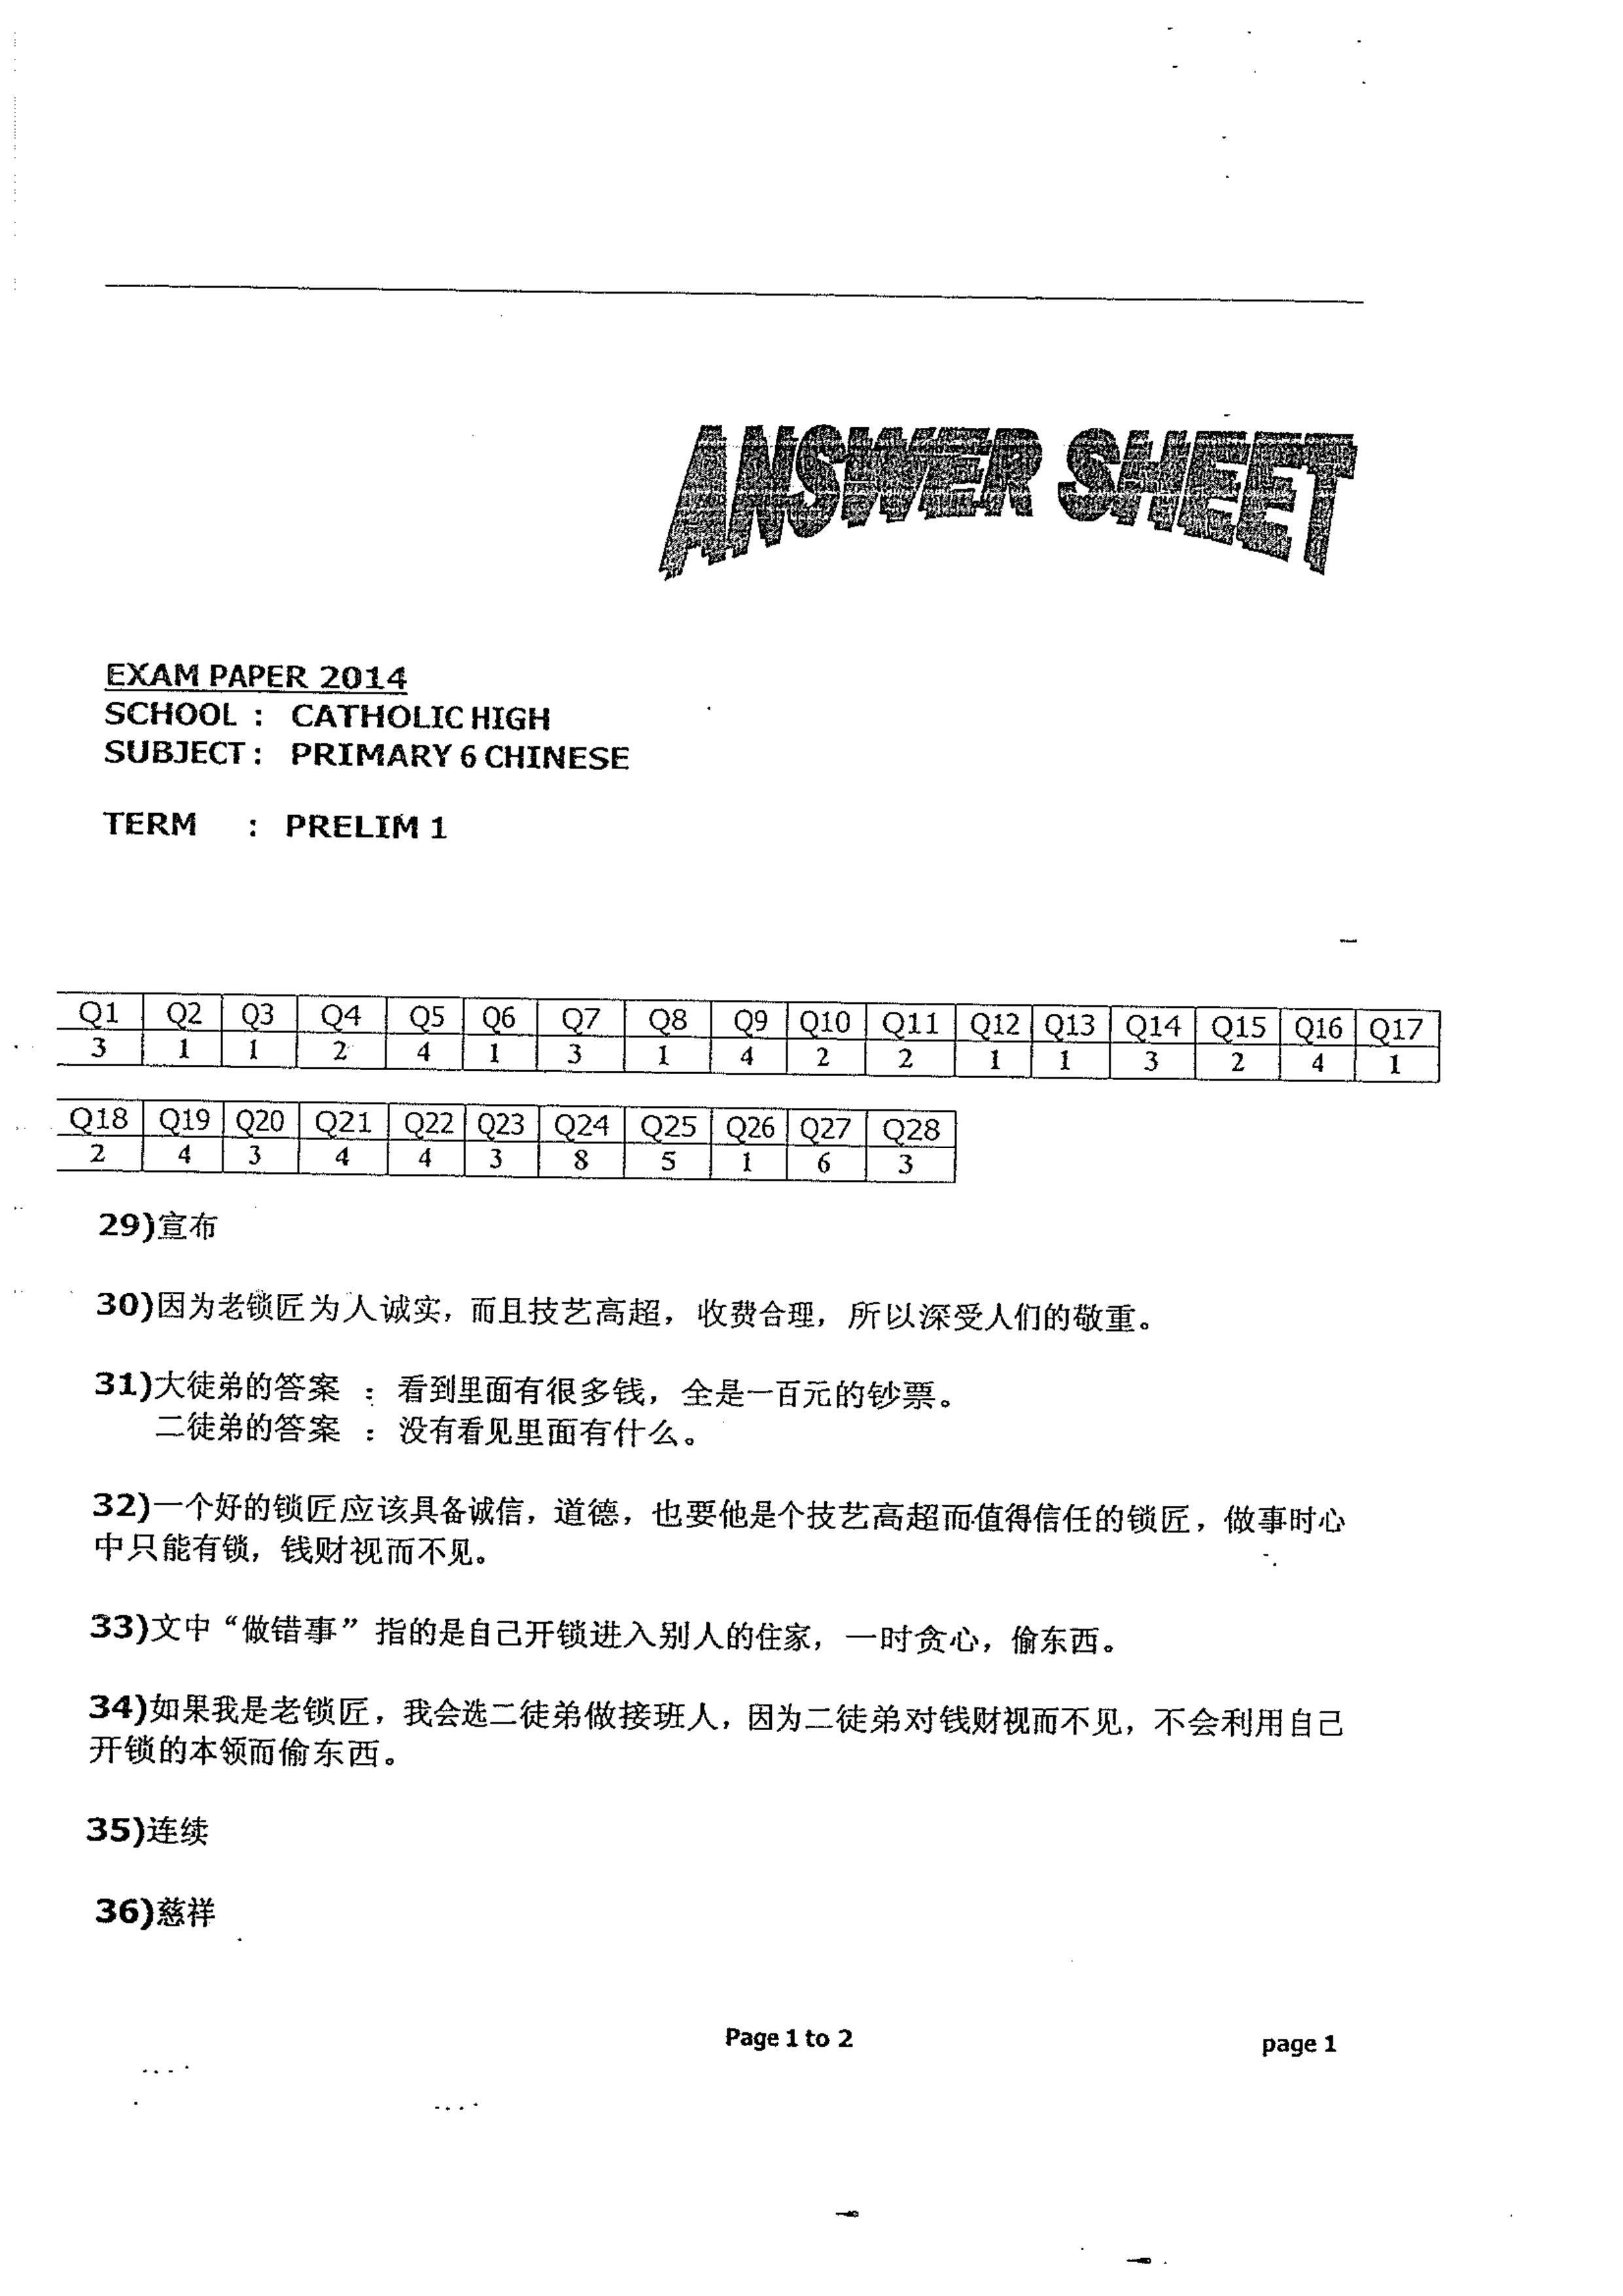 ANSWER SHEET
EXAM PAPER 2014
SCHOOL : CATHOLIC HIGH
SUBJECT : PRIMARY 6 CHINESE
TERM : PRELIM 1
Q1 Q2 Q3 Q4 Q5 Q6 Q7 Q8 Q9 Q10 Q11 Q12 Q13 Q14 Q15 Q16 Q17
3 1 1 2 4 1 3 1 4 2 2 1 1 3 2 4 1
Q18 Q19 Q20 Q21 Q22 Q23 Q24 Q25 Q26 Q27 Q28
2 4 3 4 4 3 8 5 1 6 3
29)宣布
30)因为老锁匠为人诚实，而且技艺高超，收费合理，所以深受人们的敬重。
31)大徒弟的答案 ：看到里面有很多钱，全是一百元的钞票。
二徒弟的答案 ：没有看见里面有什么。
32)一个好的锁匠应该具备诚信，道德，也要他是个技艺高超而值得信任的锁匠，做事时心
中只能有锁，钱财视而不见。
33)文中“做错事”指的是自己开锁进入别人的住家，一时贪心，偷东西。
34)如果我是老锁匠，我会选二徒弟做接班人，因为二徒弟对钱财视而不见，不会利用自己
开锁的本领而偷东西。
35)连续
36)慈祥
Page 1 to 2 page 1